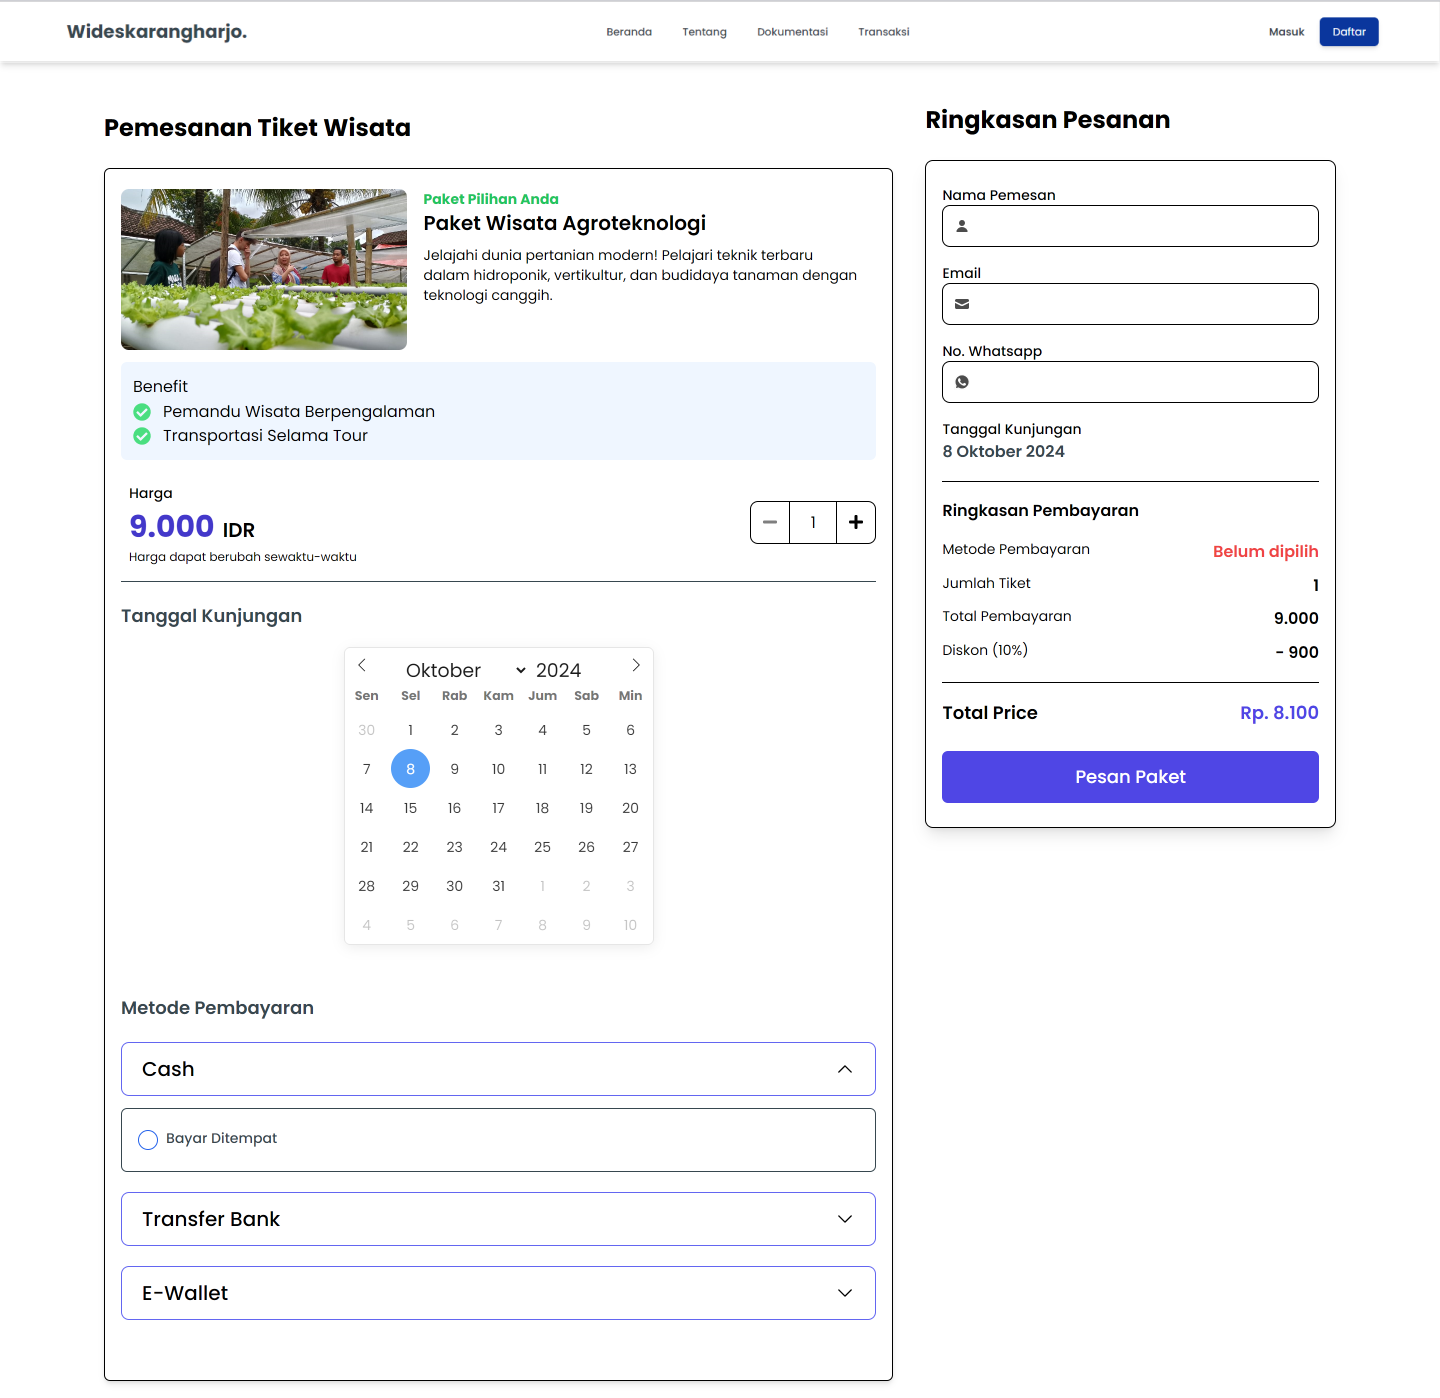 Wideskarangharjo.
Beranda Tentang Dokumentasi Transaksi
Masuk Daftar
Pemesanan Tiket Wisata
Paket Pilihan Anda
Paket Wisata Agroteknologi
Jelajahi dunia pertanian modern! Pelajari teknik terbaru
dalam hidroponik, vertikultur, dan budidaya tanaman dengan
teknologi canggih.
Benefit
Pemandu Wisata Berpengalaman
Transportasi Selama Tour
Harga
9.000 IDR
Harga dapat berubah sewaktu-waktu
1
Tanggal Kunjungan
Oktober 2024
Sen Sel Rab Kam Jum Sab Min
30 1 2 3 4 5 6
7 8 9 10 11 12 13
14 15 16 17 18 19 20
21 22 23 24 25 26 27
28 29 30 31 1 2 3
4 5 6 7 8 9 10
Metode Pembayaran
Cash
Bayar Ditempat
Transfer Bank
E-Wallet
Ringkasan Pesanan
Nama Pemesan
Email
No. Whatsapp
Tanggal Kunjungan
8 Oktober 2024
Ringkasan Pembayaran
Metode Pembayaran Belum dipilih
Jumlah Tiket 1
Total Pembayaran 9.000
Diskon (10%) - 900
Total Price Rp. 8.100
Pesan Paket